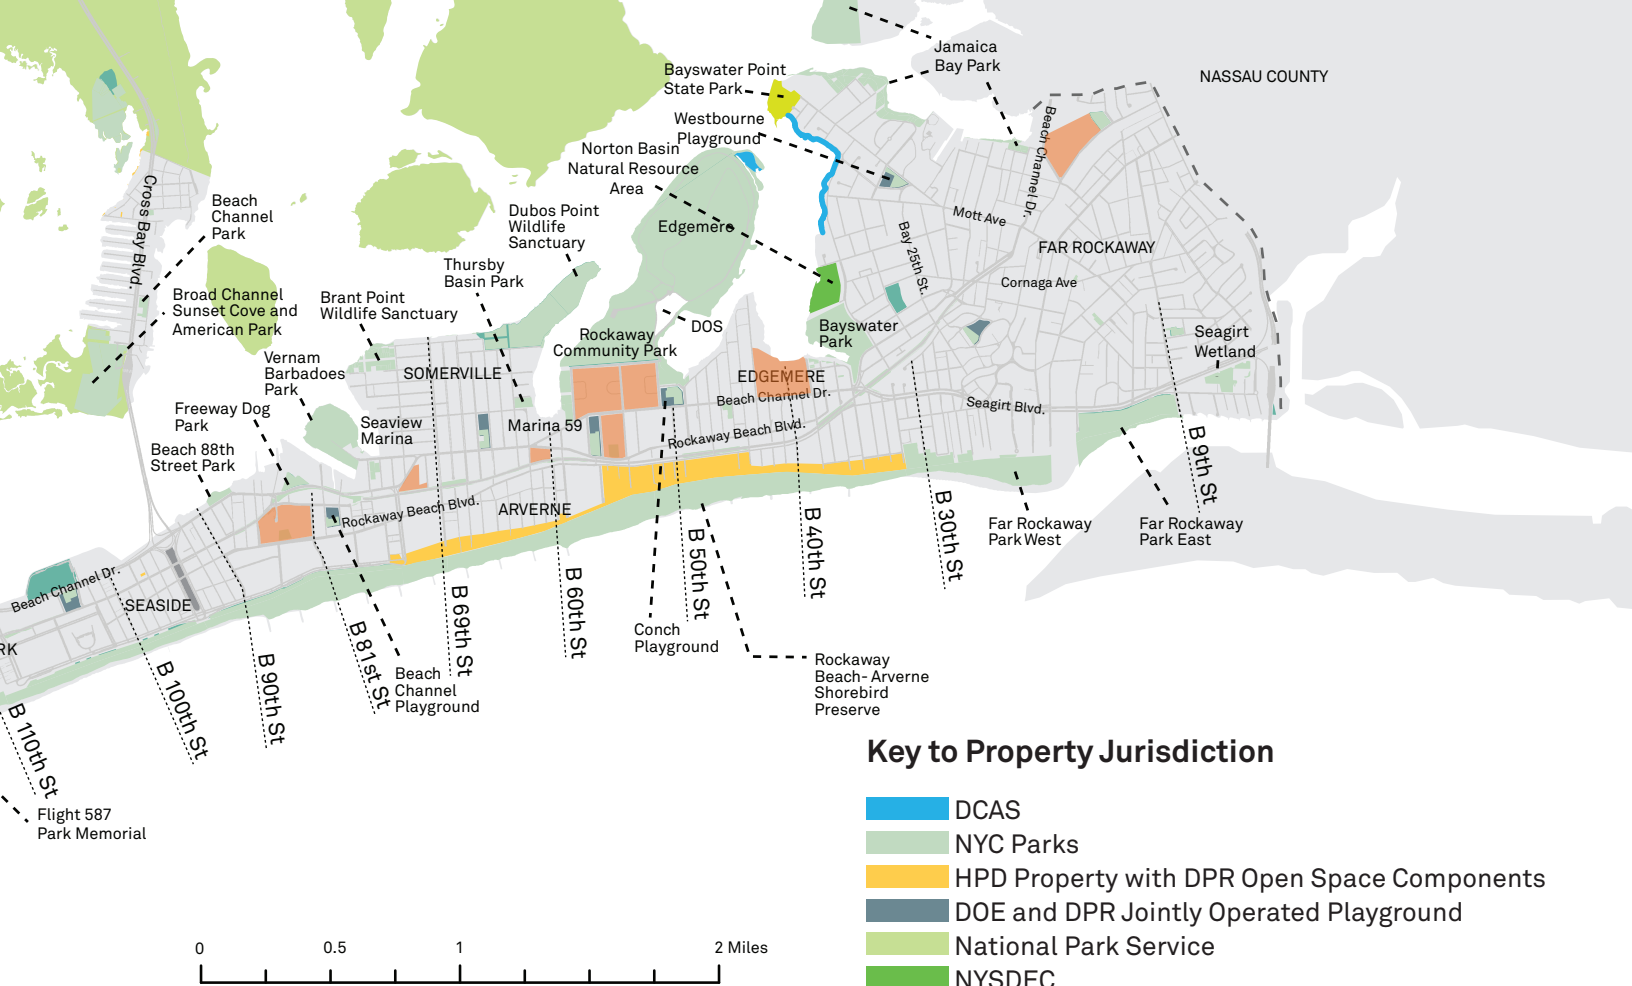 Jamaica
Bay Park
NASSAU COUNTY
Bayswater Point
State Park
Westbourne
Playground
Norton Basin
Natural Resource
Area
Beach Channel Dr.
Cross Bay Blvd.
Beach
Channel
Park
Dubos Point
Wildlife
Sanctuary
Edgemere
Mott Ave
Bay 25th St.
FAR ROCKAWAY
Cornaga Ave
Thursby
Basin Park
Broad Channel
Sunset Cove and
American Park
Brant Point
Wildlife Sanctuary
DOS
Rockaway
Community Park
Bayswater
Park
Seagirt
Wetland
Vernam
Barbadoes
Park
SOMERVILLE
EDGEMERE
Beach Channel Dr.
Seagirt Blvd.
Freeway Dog
Park
Seaview
Marina
Marina 59
Rockaway Beach Blvd.
Beach 88th
Street Park
Rockaway Beach Blvd.
ARVERNE
B 9th St
Far Rockaway
Park West
Far Rockaway
Park East
B 30th St
B 40th St
B 50th St
B 60th St
B 69th St
B 81st St
B 90th St
B 100th St
B 110th St
Beach Channel Dr.
SEASIDE
RK
Conch
Playground
Rockaway
Beach- Arverne
Shorebird
Preserve
Beach
Channel
Playground
Flight 587
Park Memorial
Key to Property Jurisdiction
DCAS
NYC Parks
HPD Property with DPR Open Space Components
DOE and DPR Jointly Operated Playground
National Park Service
NYSDEC
0 0.5 1 2 Miles